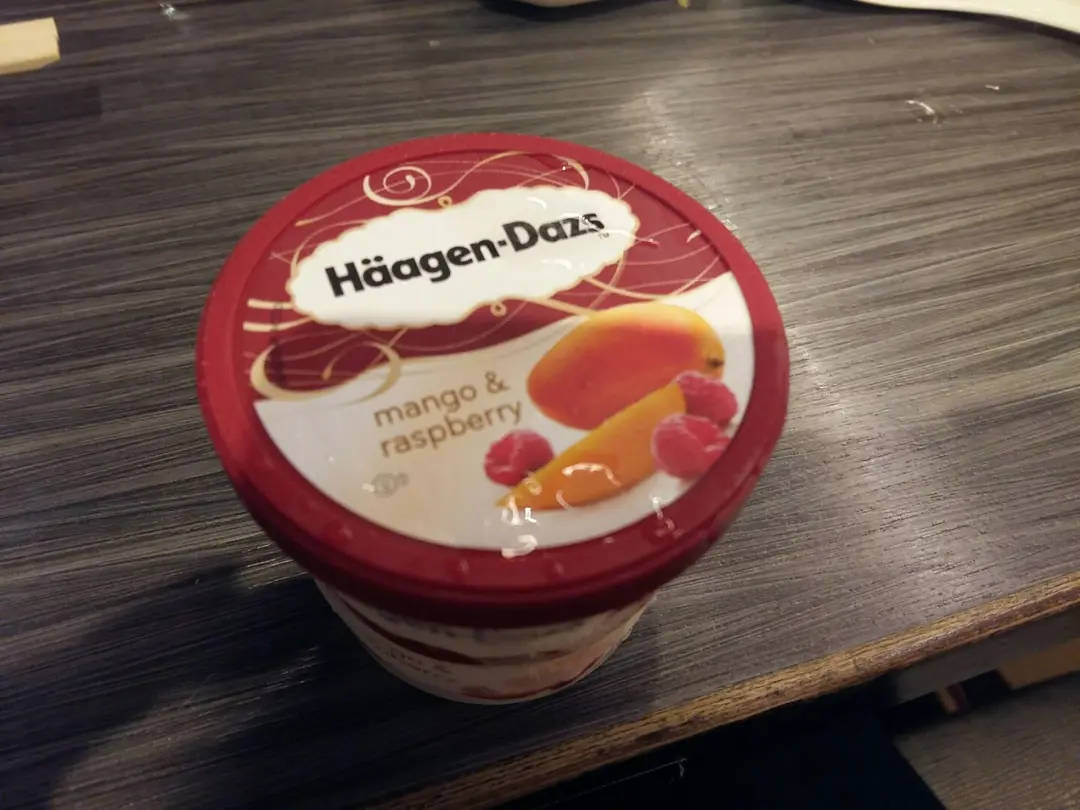 Häagen-Dazs
mango &
raspberry